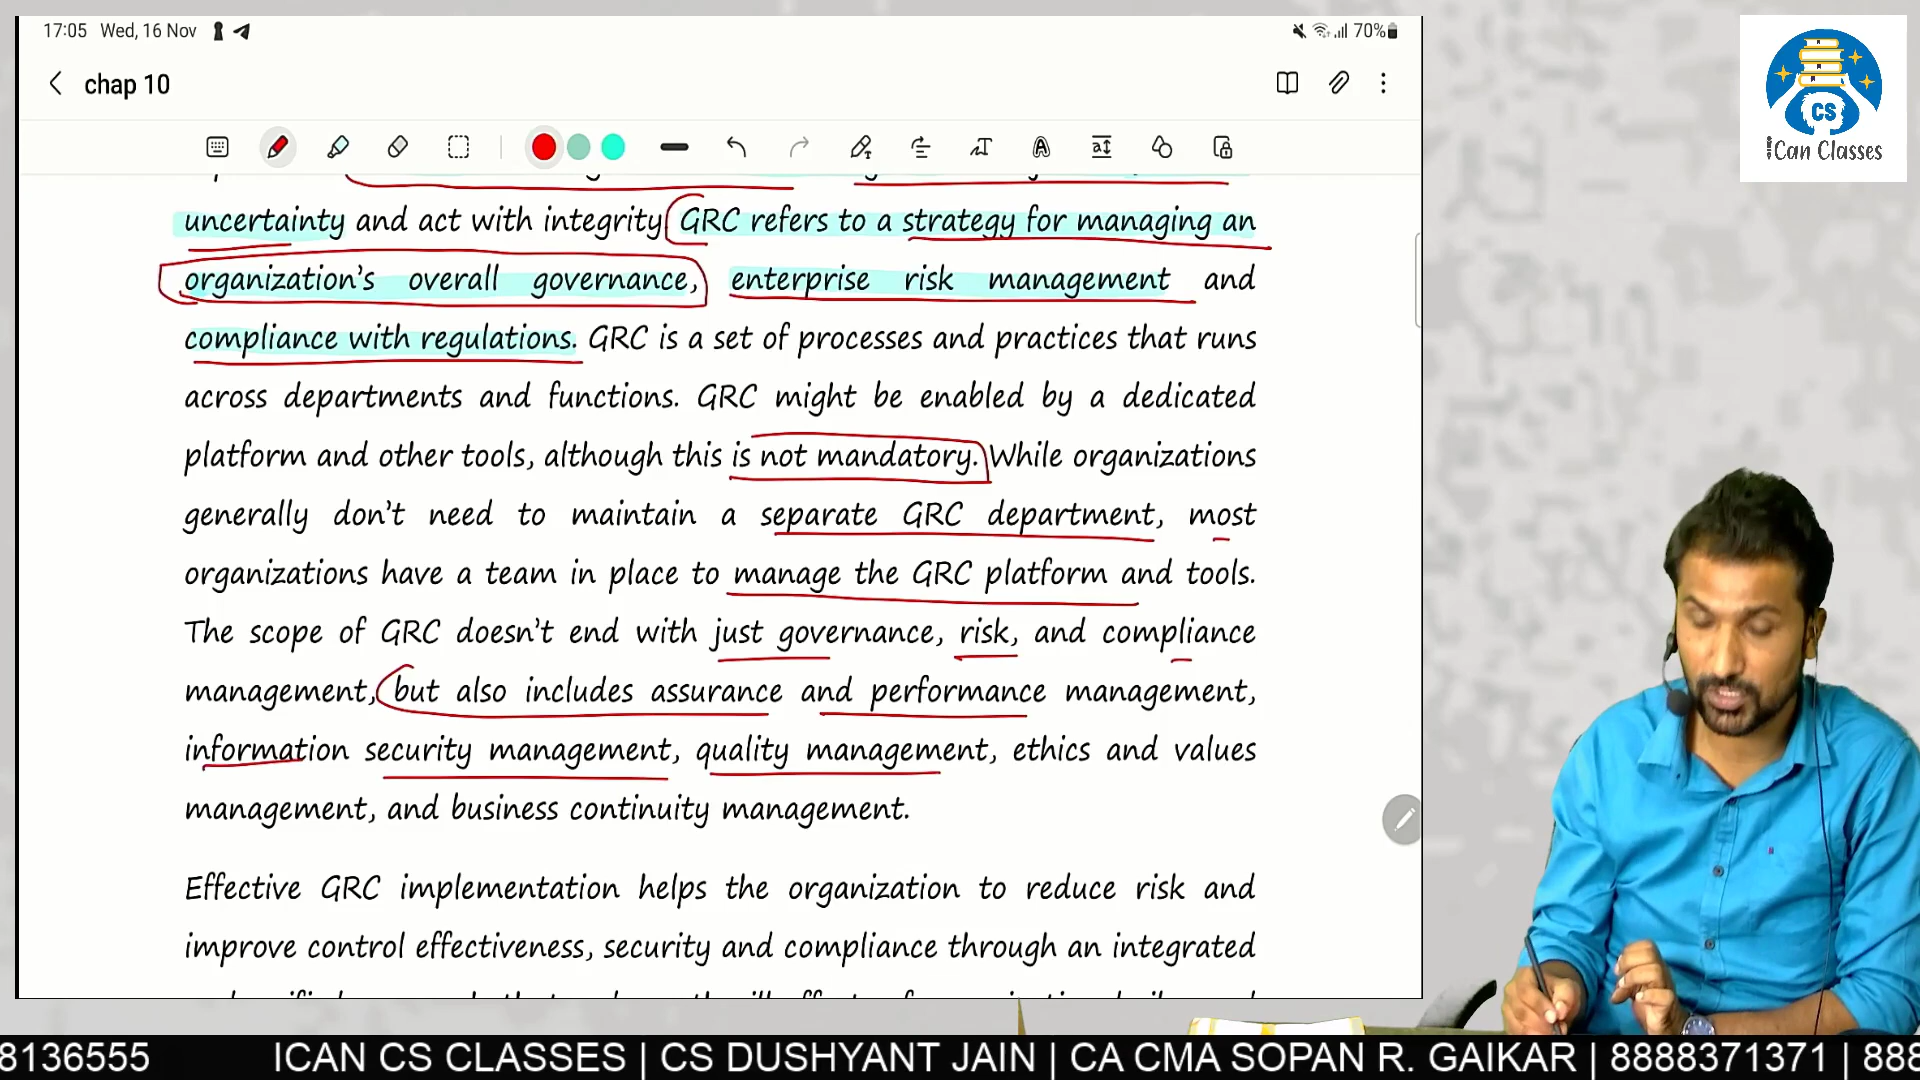 17:05 Wed, 16 Nov
70%
chap 10
uncertainty and act with integrity GRC refers to a strategy for managing an
organization's overall governance, enterprise risk management and
compliance with regulations. GRC is a set of processes and practices that runs
across departments and functions. GRC might be enabled by a dedicated
platform and other tools, although this is not mandatory. While organizations
generally don't need to maintain a separate GRC department, most
organizations have a team in place to manage the GRC platform and tools.
The scope of GRC doesn't end with just governance, risk, and compliance
management, but also includes assurance and performance management,
information security management, quality management, ethics and values
management, and business continuity management.
Effective GRC implementation helps the organization to reduce risk and
improve control effectiveness, security and compliance through an integrated
CS
iCan Classes
8136555 ICAN CS CLASSES | CS DUSHYANT JAIN | CA CMA SOPAN R. GAIKAR | 8888371371 | 888